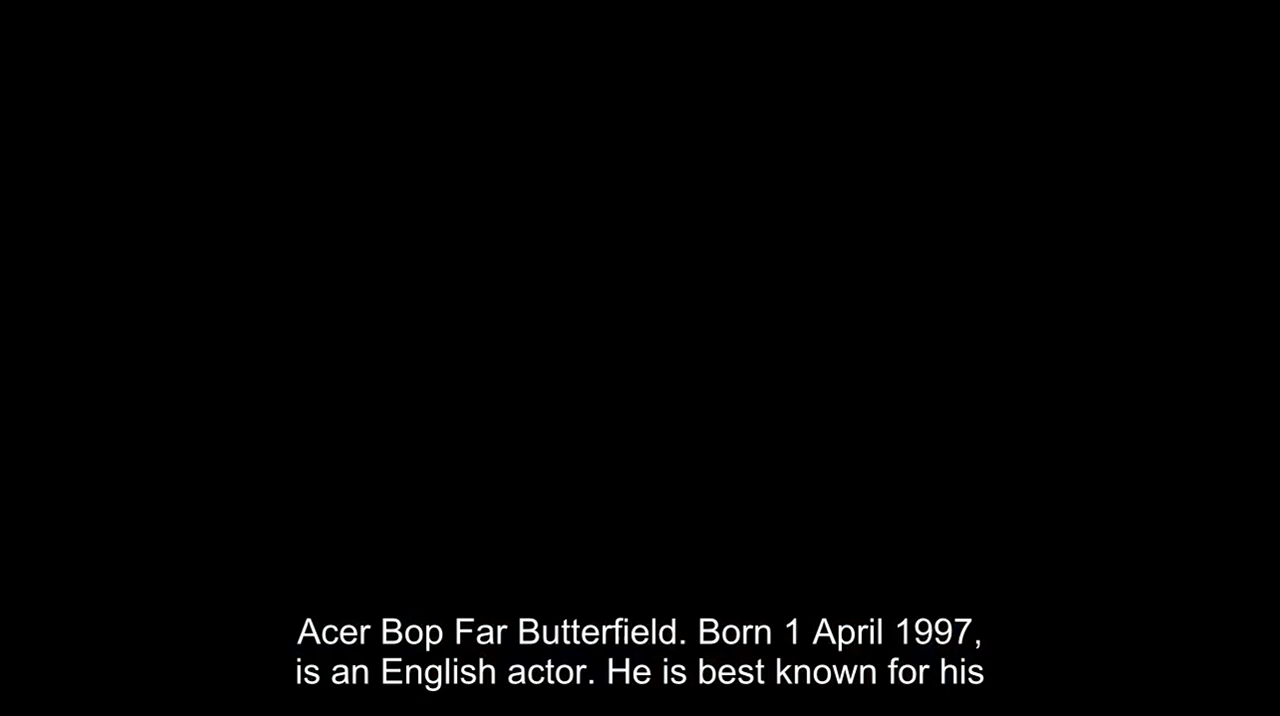 Acer Bop Far Butterfield. Born 1 April 1997,
is an English actor. He is best known for his